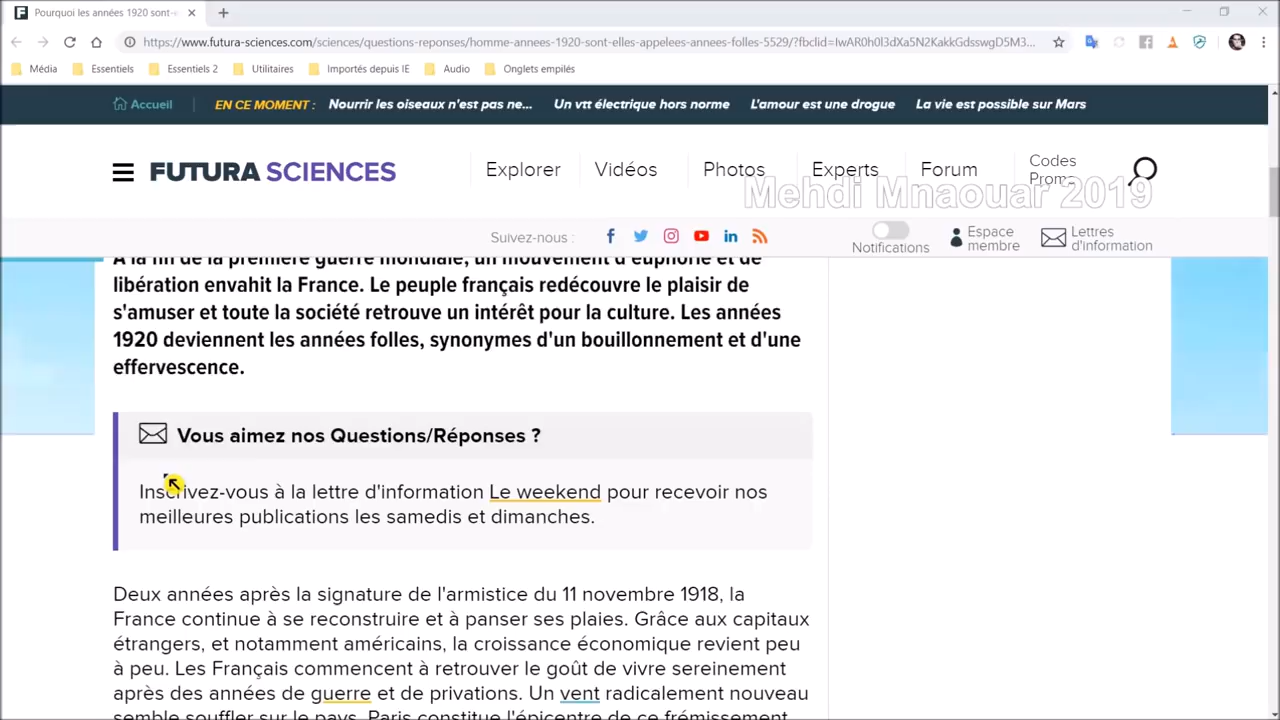 Pourquoi les années 1920 sont-e
https://www.futura-sciences.com/sciences/questions-reponses/homme-annees-1920-sont-elles-appelees-annees-folles-5529/?fbclid=IwAR0h0l3dXa5N2KakkGdsswgD5M3...
Média Essentiels Essentiels 2 Utilitaires Importés depuis IE Audio Onglets empilés
Accueil EN CE MOMENT : Nourrir les oiseaux n'est pas ne... Un vtt électrique hors norme L'amour est une drogue La vie est possible sur Mars
FUTURA SCIENCES Explorer Vidéos Photos Experts Forum Codes Promo
Mehdi Mnaouar 2019
Suivez-nous : Notifications Espace membre Lettres d'information
A la fin de la première guerre mondiale, un mouvement d'euphorie et de
libération envahit la France. Le peuple français redécouvre le plaisir de
s'amuser et toute la société retrouve un intérêt pour la culture. Les années
1920 deviennent les années folles, synonymes d'un bouillonnement et d'une
effervescence.
Vous aimez nos Questions/Réponses ?
Inscrivez-vous à la lettre d'information Le weekend pour recevoir nos
meilleures publications les samedis et dimanches.
Deux années après la signature de l'armistice du 11 novembre 1918, la
France continue à se reconstruire et à panser ses plaies. Grâce aux capitaux
étrangers, et notamment américains, la croissance économique revient peu
à peu. Les Français commencent à retrouver le goût de vivre sereinement
après des années de guerre et de privations. Un vent radicalement nouveau
semble souffler sur le pays. Paris constitue l'épicentre de ce frémissement